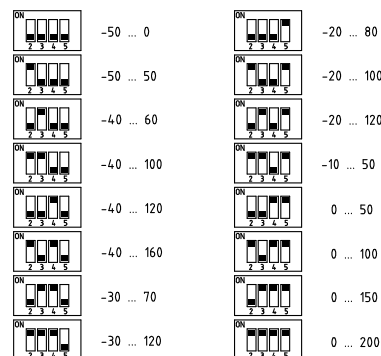 ON
2 3 4 5
-50 ... 0
ON
2 3 4 5
-50 ... 50
ON
2 3 4 5
-40 ... 60
ON
2 3 4 5
-40 ... 100
ON
2 3 4 5
-40 ... 120
ON
2 3 4 5
-40 ... 160
ON
2 3 4 5
-30 ... 70
ON
2 3 4 5
-30 ... 120
ON
2 3 4 5
-20 ... 80
ON
2 3 4 5
-20 ... 100
ON
2 3 4 5
-20 ... 120
ON
2 3 4 5
-10 ... 50
ON
2 3 4 5
0 ... 50
ON
2 3 4 5
0 ... 100
ON
2 3 4 5
0 ... 150
ON
2 3 4 5
0 ... 200